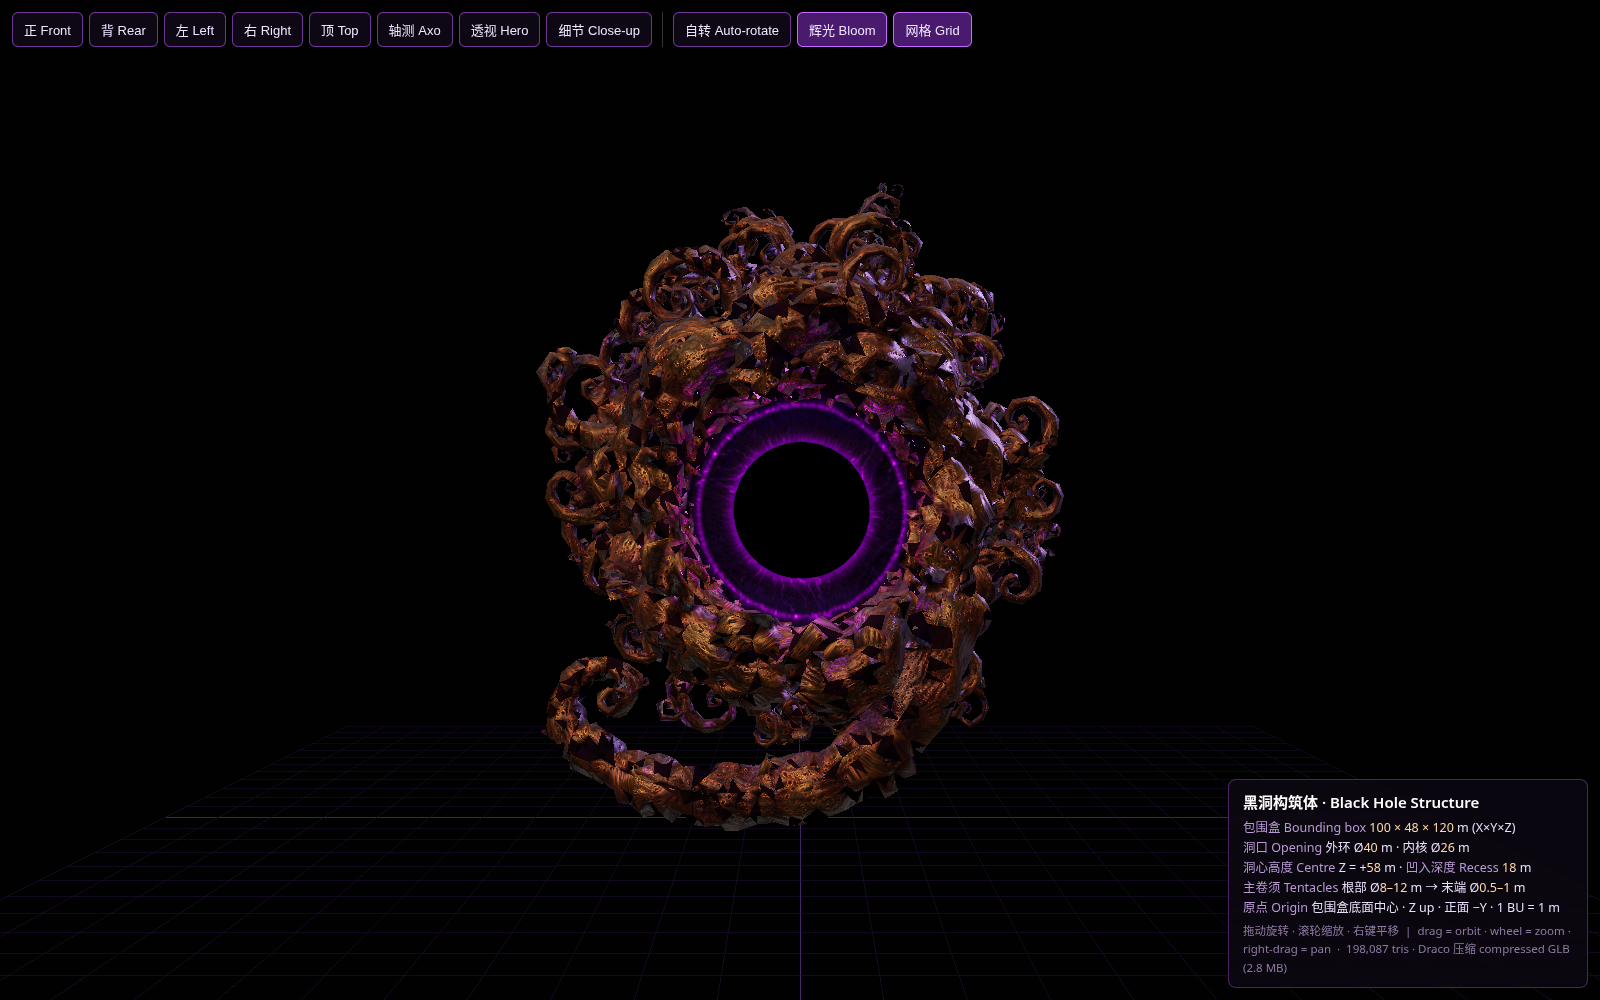 正 Front
背 Rear
左 Left
右 Right
顶 Top
轴测 Axo
透视 Hero
细节 Close-up
自转 Auto-rotate
辉光 Bloom
网格 Grid
黑洞构筑体 · Black Hole Structure
包围盒 Bounding box 100 × 48 × 120 m (X×Y×Z)
洞口 Opening 外环 Ø40 m · 内核 Ø26 m
洞心高度 Centre Z = +58 m · 凹入深度 Recess 18 m
主卷须 Tentacles 根部 Ø8–12 m → 末端 Ø0.5–1 m
原点 Origin 包围盒底面中心 · Z up · 正面 −Y · 1 BU = 1 m
拖动旋转 · 滚轮缩放 · 右键平移 | drag = orbit · wheel = zoom ·
right-drag = pan · 198,087 tris · Draco 压缩 compressed GLB
(2.8 MB)